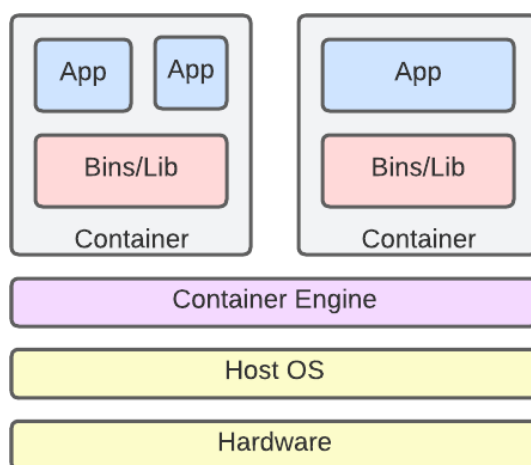 App
App
Bins/Lib
Container
App
Bins/Lib
Container
Container Engine
Host OS
Hardware